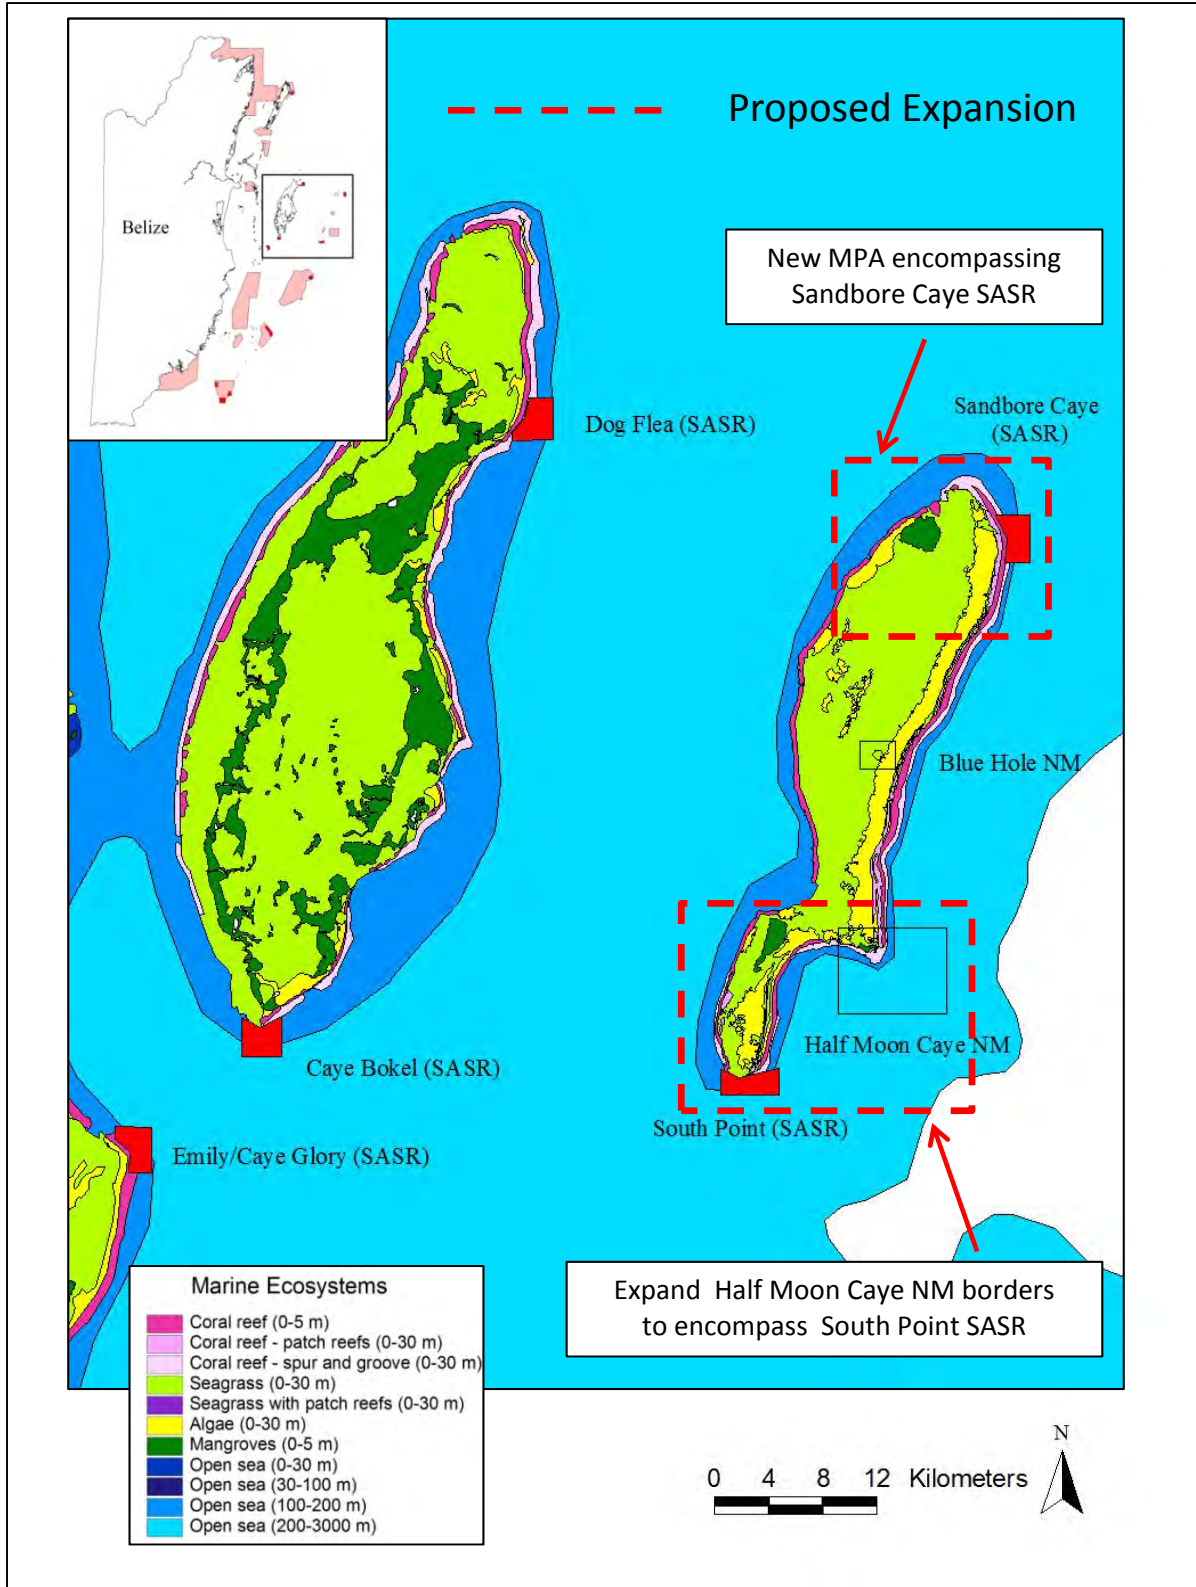 Belize
Proposed Expansion
New MPA encompassing
Sandbore Caye SASR
Sandbore Caye
(SASR)
Dog Flea (SASR)
Blue Hole NM
Half Moon Caye NM
Caye Bokel (SASR)
South Point (SASR)
Emily/Caye Glory (SASR)
Expand Half Moon Caye NM borders
to encompass South Point SASR
Marine Ecosystems
Coral reef (0-5 m)
Coral reef - patch reefs (0-30 m)
Coral reef - spur and groove (0-30 m)
Seagrass (0-30 m)
Seagrass with patch reefs (0-30 m)
Algae (0-30 m)
Mangroves (0-5 m)
Open sea (0-30 m)
Open sea (30-100 m)
Open sea (100-200 m)
Open sea (200-3000 m)
N
0 4 8 12 Kilometers